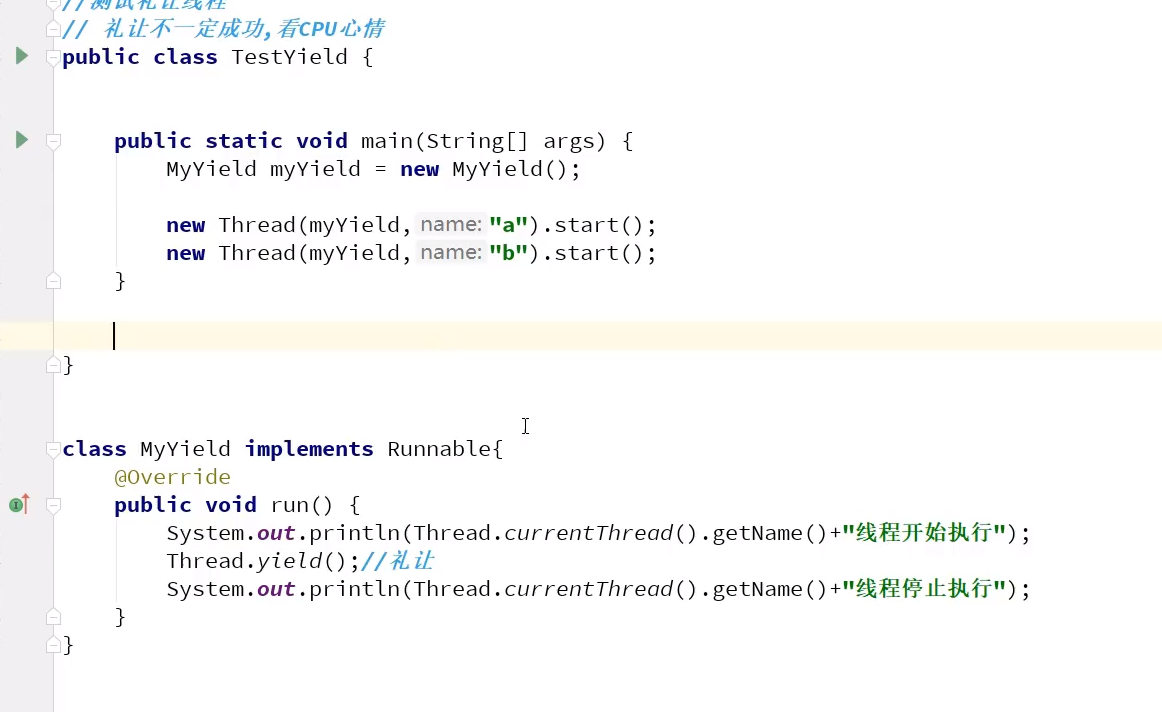 //测试礼让线程
// 礼让不一定成功,看CPU心情
public class TestYield {
public static void main(String[] args) {
MyYield myYield = new MyYield();
new Thread(myYield, name: "a").start();
new Thread(myYield, name: "b").start();
}
}
class MyYield implements Runnable{
@Override
public void run() {
System.out.println(Thread.currentThread().getName()+"线程开始执行");
Thread.yield();//礼让
System.out.println(Thread.currentThread().getName()+"线程停止执行");
}
}